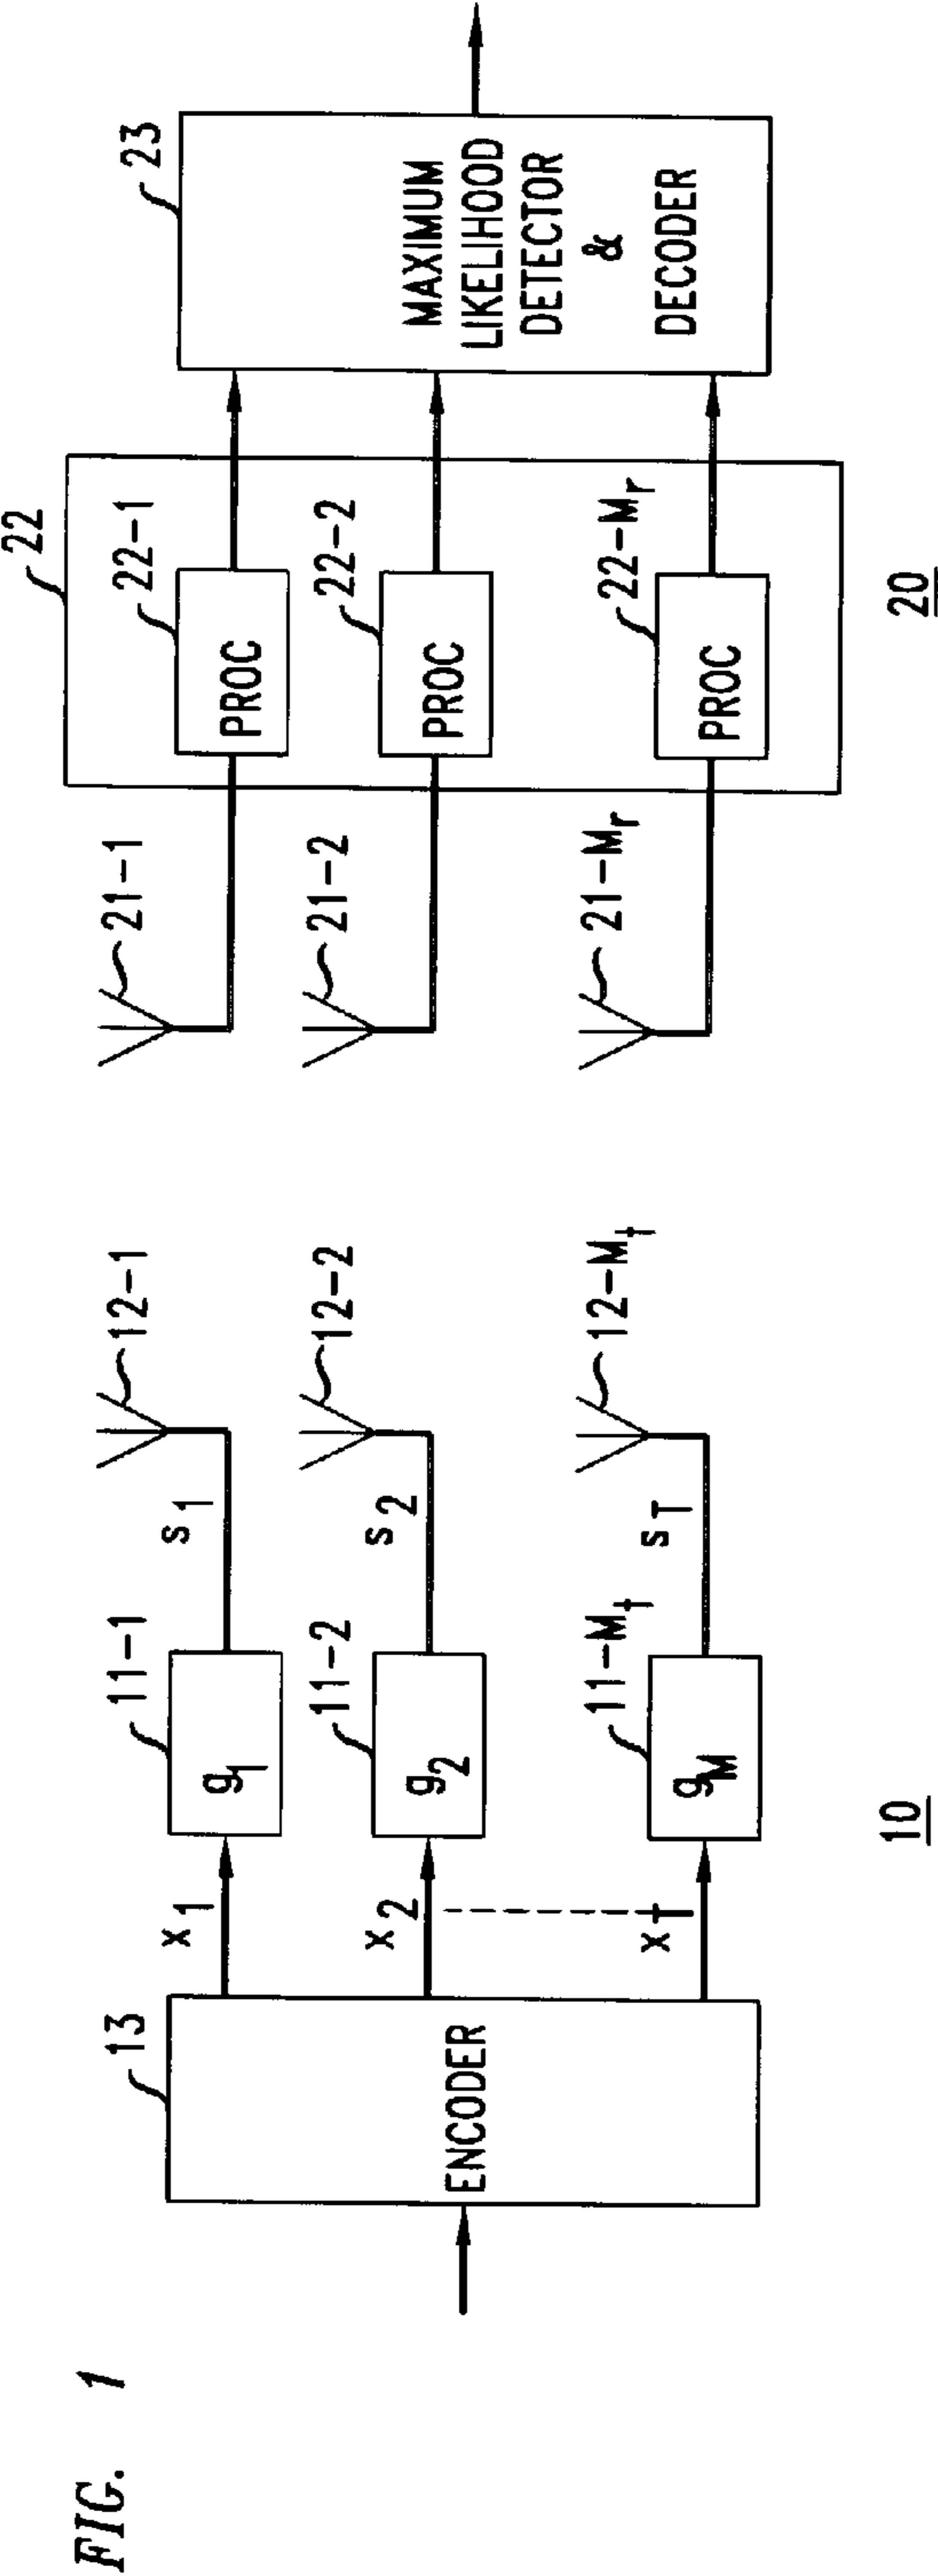 FIG. 1
13
ENCODER
x1
x2
xT
11-1
g1
11-2
g2
11-Mt
gM
s1
s2
sT
12-1
12-2
12-Mt
10
21-1
21-2
21-Mr
22
22-1
PROC
22-2
PROC
22-Mr
PROC
23
MAXIMUM
LIKELIHOOD
DETECTOR
&
DECODER
20